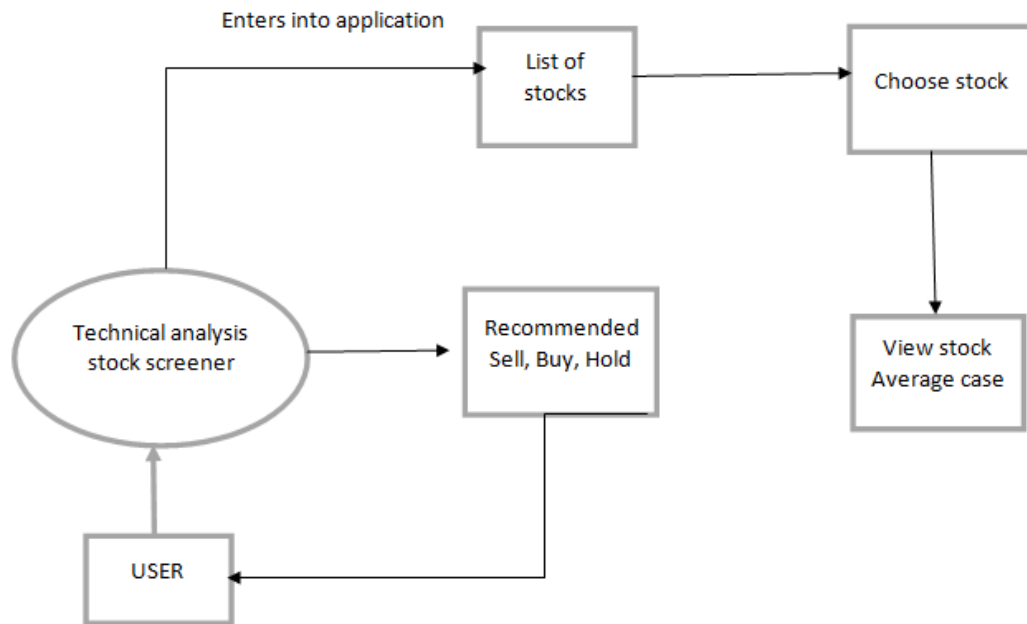 Enters into application
List of
stocks
Choose stock
Technical analysis
stock screener
Recommended
Sell, Buy, Hold
View stock
Average case
USER